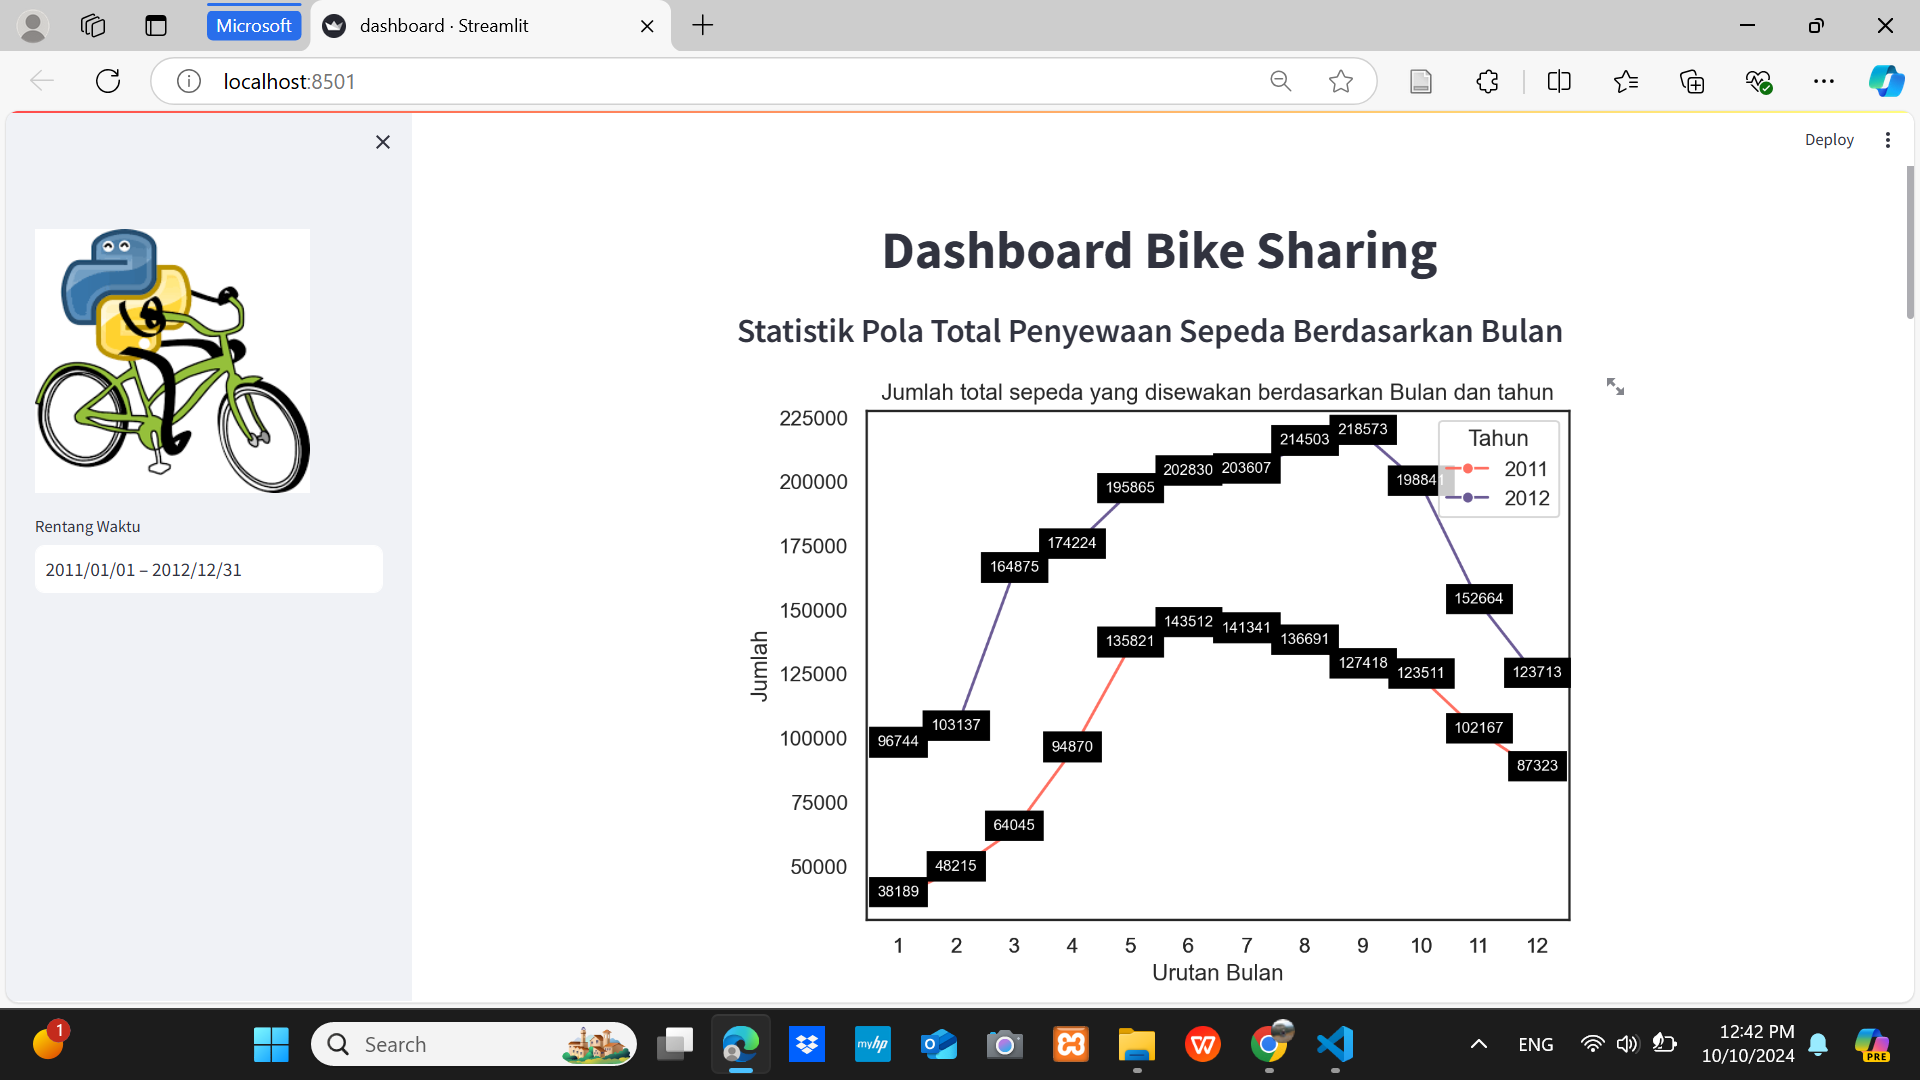 Microsoft
dashboard · Streamlit
localhost:8501
Deploy
Rentang Waktu
2011/01/01 – 2012/12/31
Dashboard Bike Sharing
Statistik Pola Total Penyewaan Sepeda Berdasarkan Bulan
Jumlah total sepeda yang disewakan berdasarkan Bulan dan tahun
Jumlah
225000
200000
175000
150000
125000
100000
75000
50000
Tahun
2011
2012
96744
103137
164875
174224
195865
202830
203607
214503
218573
198841
152664
123713
38189
48215
64045
94870
135821
143512
141341
136691
127418
123511
102167
87323
1 2 3 4 5 6 7 8 9 10 11 12
Urutan Bulan
1
Search
myhp
ENG
12:42 PM
10/10/2024
PRE